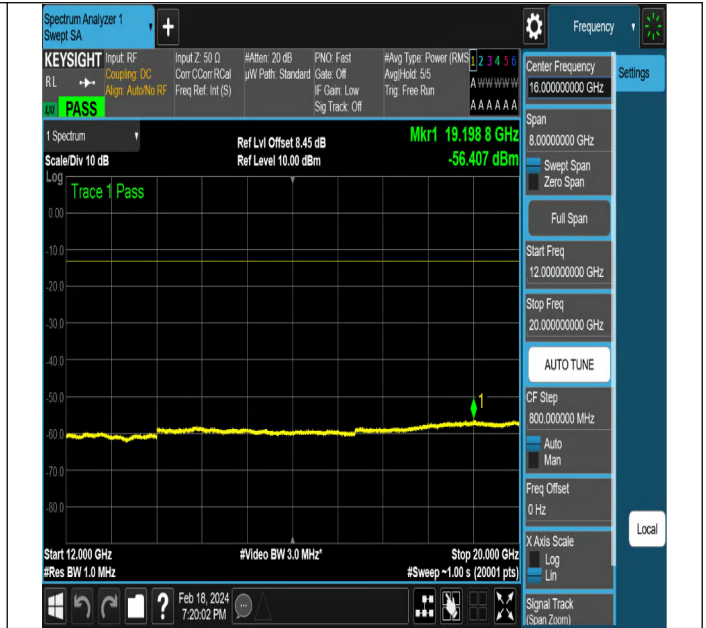 Spectrum Analyzer 1
Swept SA
Frequency
KEYSIGHT
RL
PASS
Input: RF
Coupling: DC
Align: Auto/No RF
Input Z: 50 Ω
Corr CCorr RCal
Freq Ref: Int (S)
#Atten: 20 dB
µW Path: Standard
PNO: Fast
Gate: Off
IF Gain: Low
Sig Track: Off
#Avg Type: Power (RMS
Avg|Hold: 5/5
Trig: Free Run
1 2 3 4 5 6
A W W W W W
A A A A A A
1 Spectrum
Scale/Div 10 dB
Ref Lvl Offset 8.45 dB
Ref Level 10.00 dBm
Mkr1 19.198 8 GHz
-56.407 dBm
Log
Trace 1 Pass
0.00
-10.0
-20.0
-30.0
-40.0
-50.0
-60.0
-70.0
-80.0
1
Start 12.000 GHz
#Res BW 1.0 MHz
#Video BW 3.0 MHz*
Stop 20.000 GHz
#Sweep ~1.00 s (20001 pts)
Feb 18, 2024
7:20:02 PM
Center Frequency
16.000000000 GHz
Settings
Span
8.00000000 GHz
Swept Span
Zero Span
Full Span
Start Freq
12.000000000 GHz
Stop Freq
20.000000000 GHz
AUTO TUNE
CF Step
800.000000 MHz
Auto
Man
Freq Offset
0 Hz
X Axis Scale
Log
Lin
Local
Signal Track
(Span Zoom)